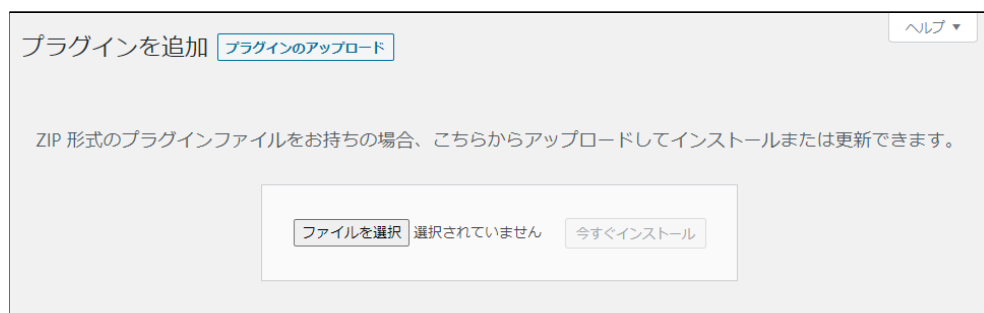 ヘルプ ▼
プラグインを追加 プラグインのアップロード
ZIP 形式のプラグインファイルをお持ちの場合、こちらからアップロードしてインストールまたは更新できます。
ファイルを選択 選択されていません 今すぐインストール